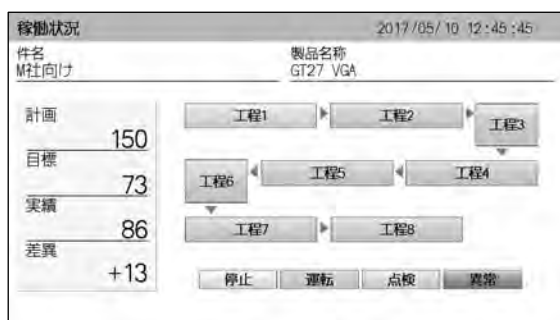 稼働状況 2017/05/10 12:45:45
件名 製品名称
M社向け GT27 VGA
計画
150
目標
73
実績
86
差異
+13
工程1 工程2 工程3
工程6 工程5 工程4
工程7 工程8
停止 運転 点検 異常